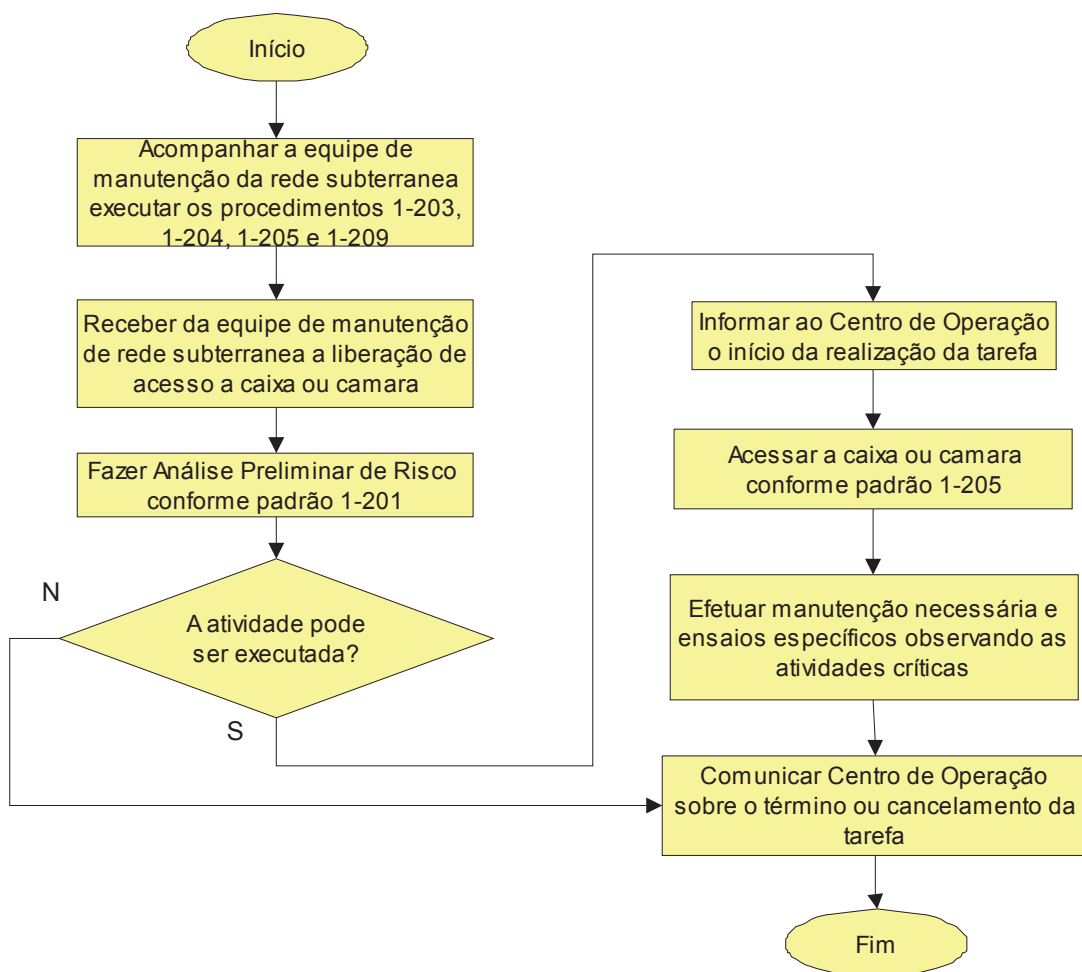 Início
Acompanhar a equipe de
manutenção da rede subterranea
executar os procedimentos 1-203,
1-204, 1-205 e 1-209
Receber da equipe de manutenção
de rede subterranea a liberação de
acesso a caixa ou camara
Fazer Análise Preliminar de Risco
conforme padrão 1-201
N
A atividade pode
ser executada?
S
Informar ao Centro de Operação
o início da realização da tarefa
Acessar a caixa ou camara
conforme padrão 1-205
Efetuar manutenção necessária e
ensaios específicos observando as
atividades críticas
Comunicar Centro de Operação
sobre o término ou cancelamento da
tarefa
Fim